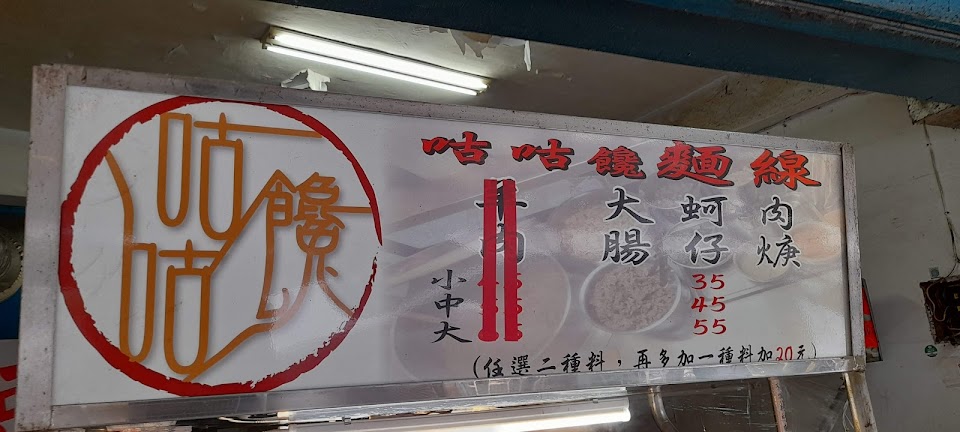 咕咕饞
咕咕饞麵線
大腸
蚵仔
肉焿
小 35
中 45
大 55
(任選二種料，再多加一種料加20元)